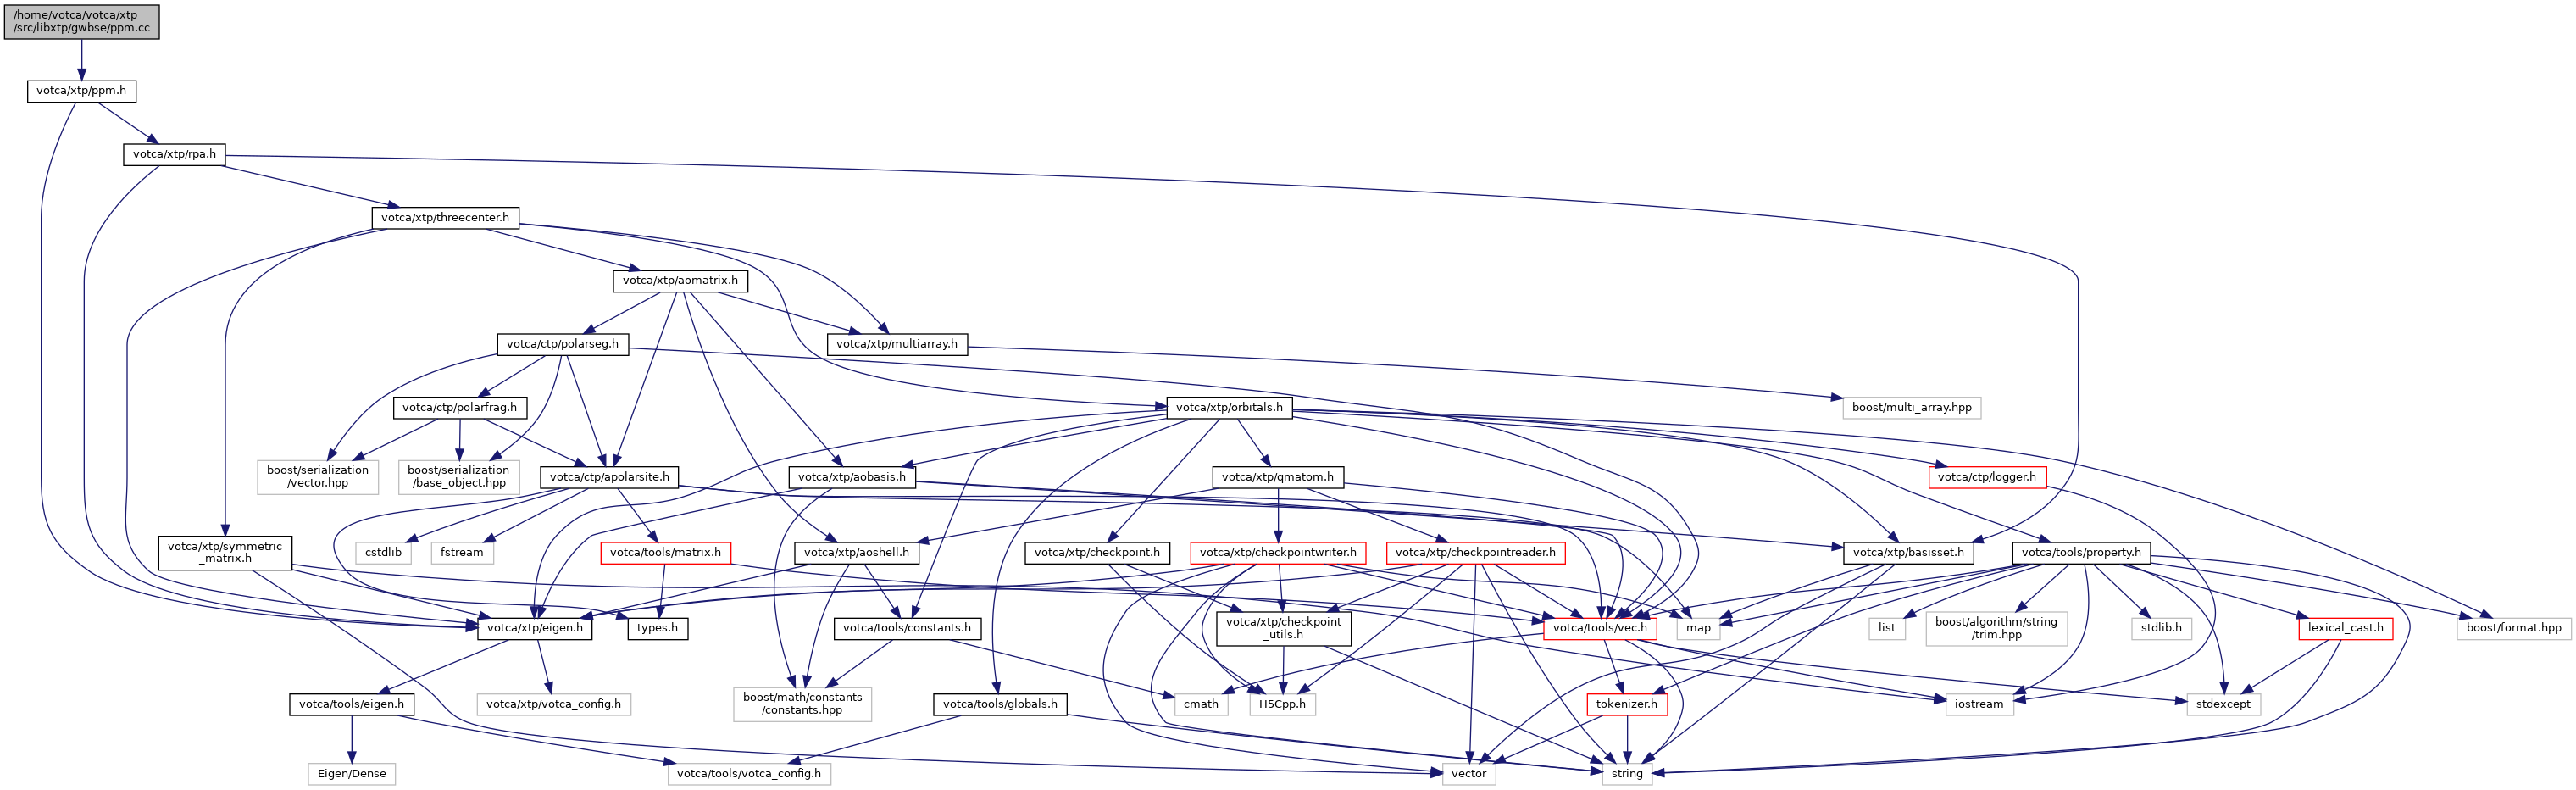 /home/votca/votca/xtp
/src/libxtp/gwbse/ppm.cc
votca/xtp/ppm.h
votca/xtp/rpa.h
votca/xtp/threecenter.h
votca/xtp/aomatrix.h
votca/ctp/polarseg.h
votca/xtp/multiarray.h
votca/ctp/polarfrag.h
votca/xtp/orbitals.h
boost/multi_array.hpp
boost/serialization
/vector.hpp
boost/serialization
/base_object.hpp
votca/ctp/apolarsite.h
votca/xtp/aobasis.h
votca/xtp/qmatom.h
votca/ctp/logger.h
votca/xtp/symmetric
_matrix.h
cstdlib
fstream
votca/tools/matrix.h
votca/xtp/aoshell.h
votca/xtp/checkpoint.h
votca/xtp/checkpointwriter.h
votca/xtp/checkpointreader.h
votca/xtp/basisset.h
votca/tools/property.h
votca/xtp/eigen.h
types.h
votca/tools/constants.h
votca/xtp/checkpoint
_utils.h
votca/tools/vec.h
map
list
boost/algorithm/string
/trim.hpp
stdlib.h
lexical_cast.h
boost/format.hpp
votca/tools/eigen.h
votca/xtp/votca_config.h
boost/math/constants
/constants.hpp
votca/tools/globals.h
cmath
H5Cpp.h
tokenizer.h
iostream
stdexcept
Eigen/Dense
votca/tools/votca_config.h
vector
string